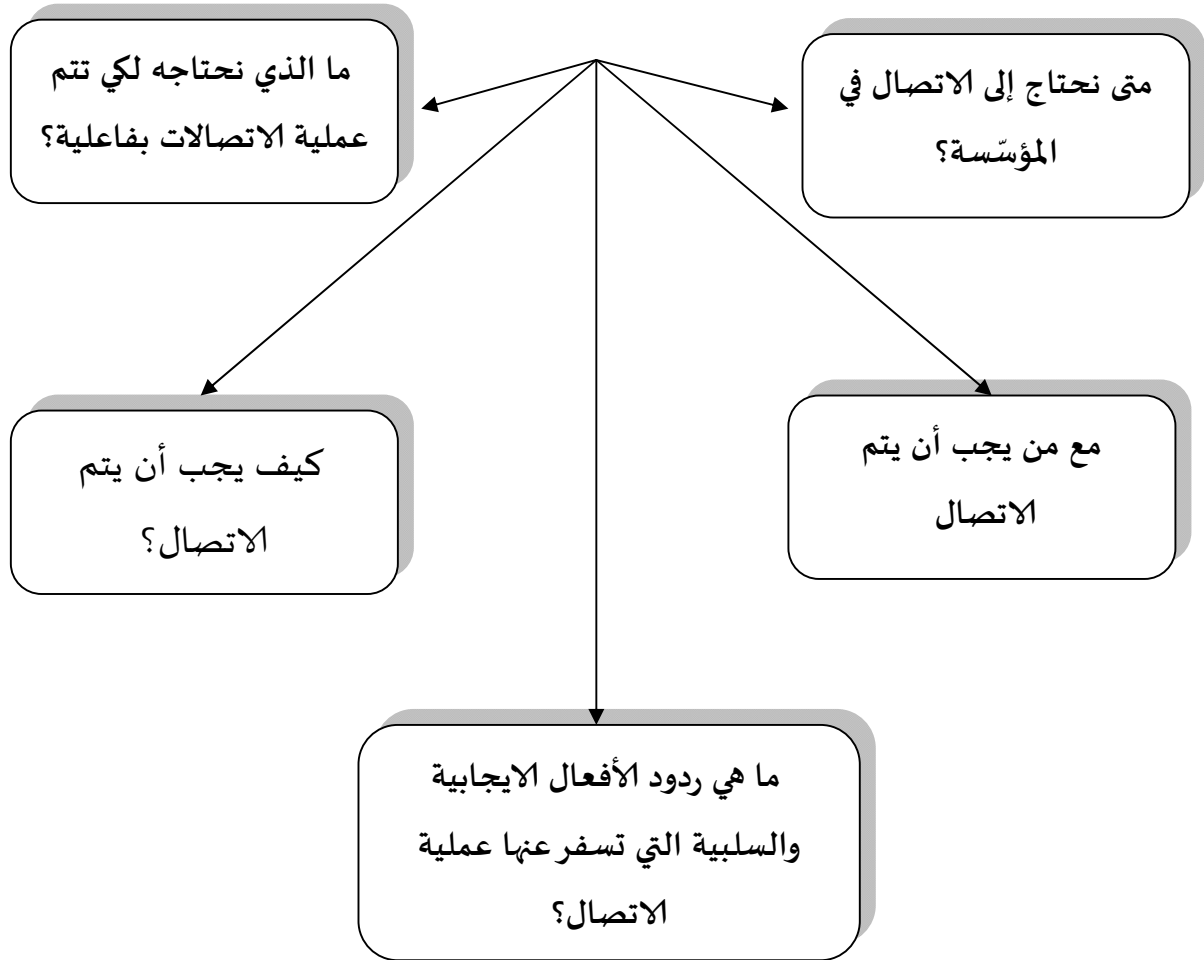 متى نحتاج إلى الاتصال في
المؤسّسة؟
ما الذي نحتاجه لكي تتم
عملية الاتصالات بفاعلية؟
مع من يجب أن يتم
الاتصال
كيف يجب أن يتم
الاتصال؟
ما هي ردود الأفعال الايجابية
والسلبية التي تسفر عنها عملية
الاتصال؟